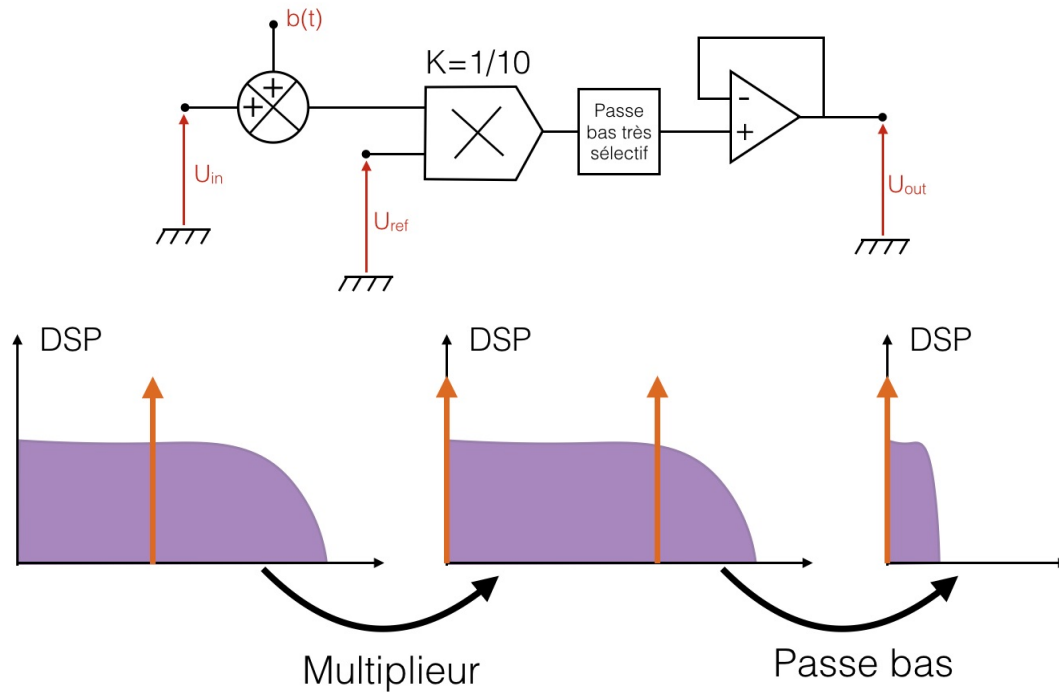 b(t)
K=1/10
+
+
Passe
bas très
sélectif
-
+
Uin
Uref
Uout
DSP
DSP
DSP
Multiplieur
Passe bas